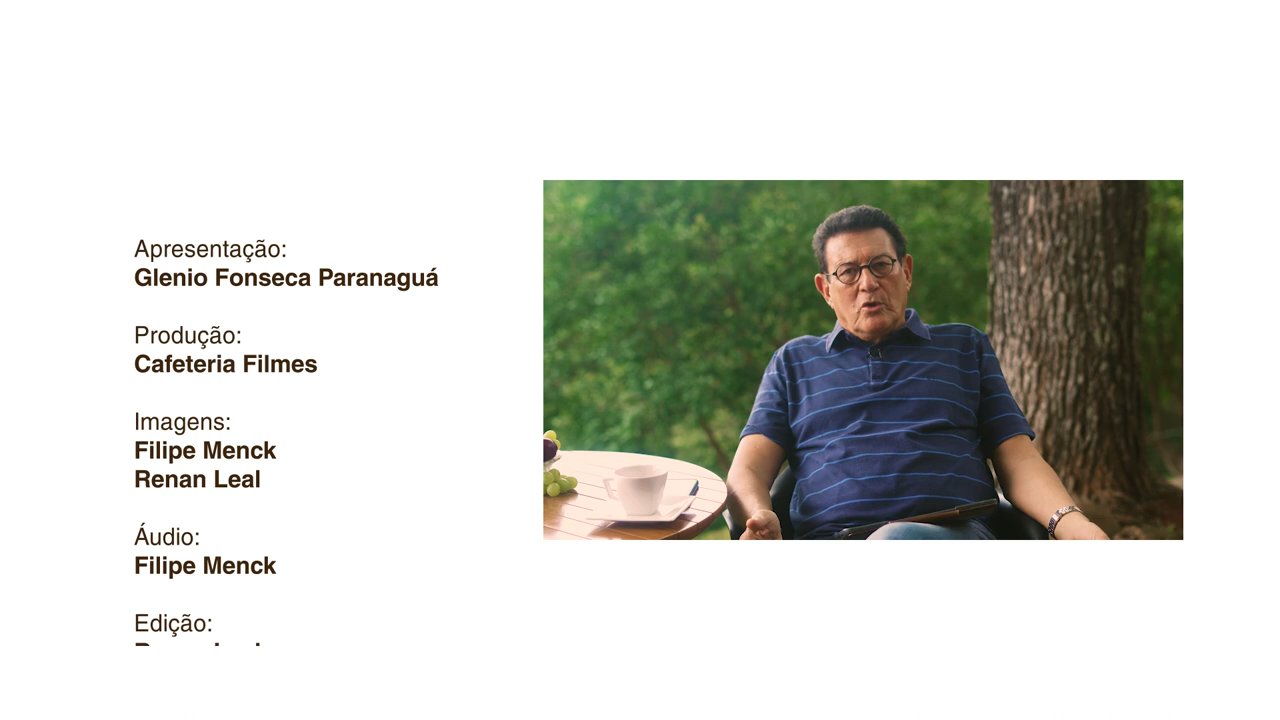 Apresentação:
Glenio Fonseca Paranaguá
Produção:
Cafeteria Filmes
Imagens:
Filipe Menck
Renan Leal
Áudio:
Filipe Menck
Edição: